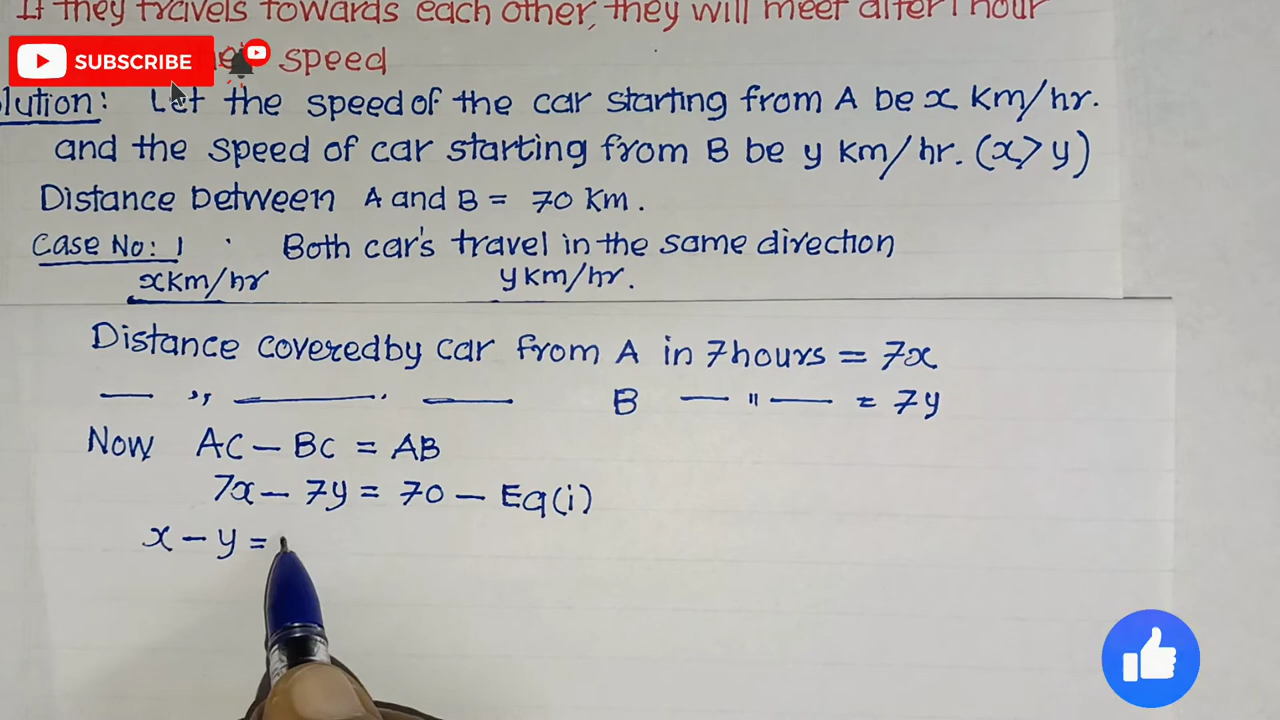 If they travels towards each other, they will meet after 1 hour
SUBSCRIBE
speed
olution: Let the speed of the car starting from A be x km/hr.
and the speed of car starting from B be y km/hr. (x>y)
Distance between A and B = 70 km.
Case No: 1 Both car's travel in the same direction
x km/hr y km/hr.
Distance covered by car from A in 7 hours = 7x
— ,, — — B — " — = 7y
Now AC - BC = AB
7x - 7y = 70 - Eq(i)
x - y =